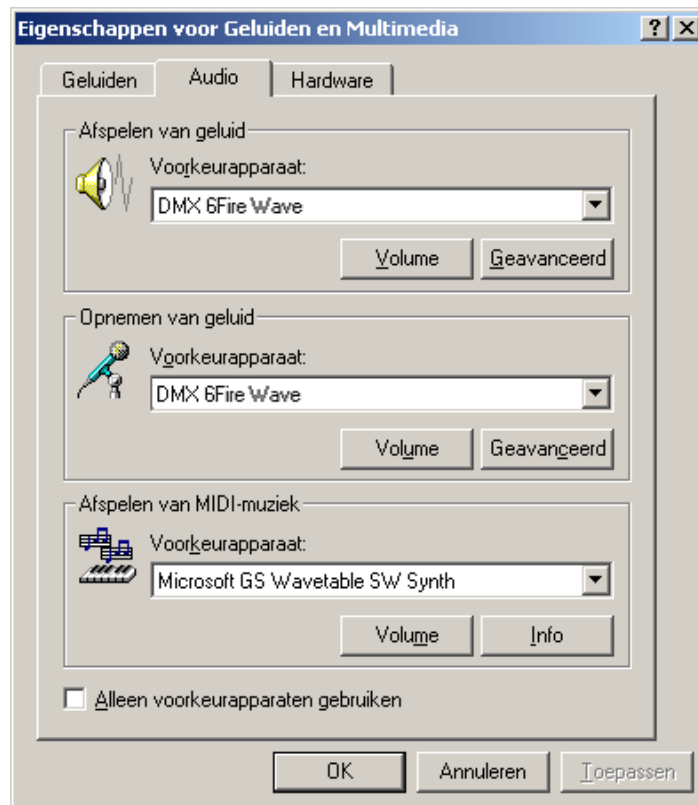 Eigenschappen voor Geluiden en Multimedia
Geluiden Audio Hardware
Afspelen van geluid
Voorkeurapparaat:
DMX 6Fire Wave
Volume Geavanceerd
Opnemen van geluid
Voorkeurapparaat:
DMX 6Fire Wave
Volume Geavanceerd
Afspelen van MIDI-muziek
Voorkeurapparaat:
Microsoft GS Wavetable SW Synth
Volume Info
Alleen voorkeurapparaten gebruiken
OK Annuleren Toepassen